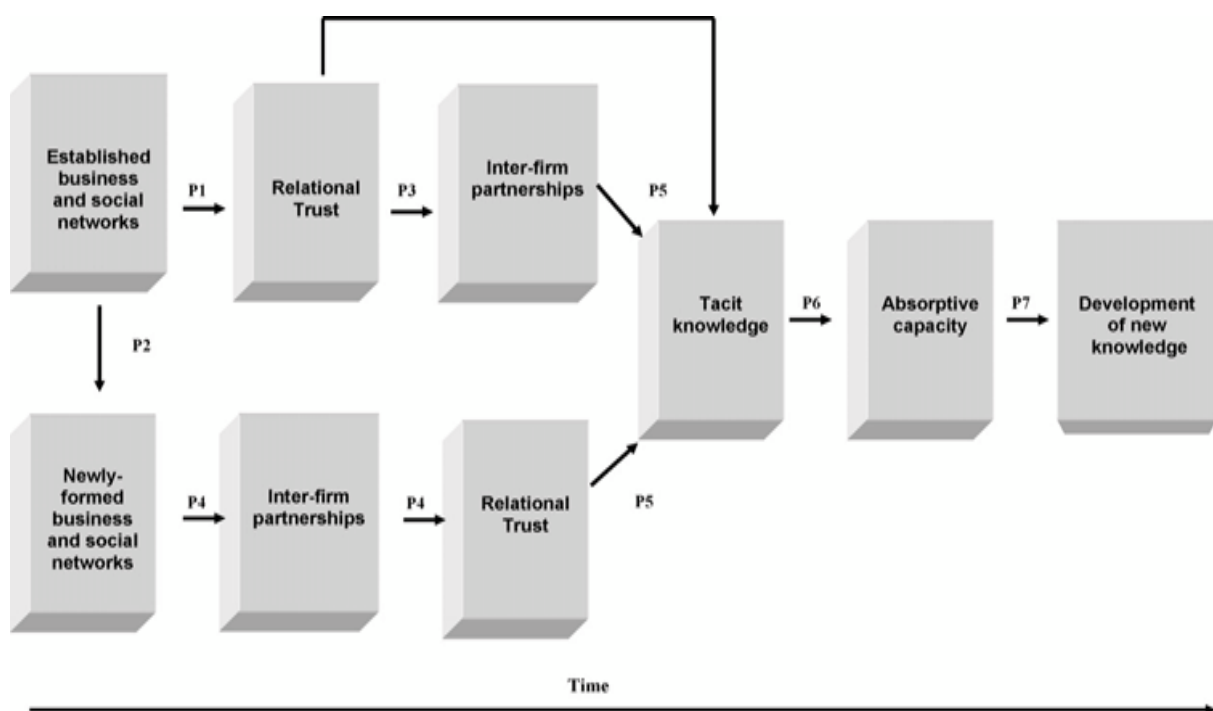 Established
business
and social
networks
P1
Relational
Trust
P3
Inter-firm
partnerships
P5
P2
Tacit
knowledge
P6
Absorptive
capacity
P7
Development
of new
knowledge
Newly-
formed
business
and social
networks
P4
Inter-firm
partnerships
P4
Relational
Trust
P5
Time